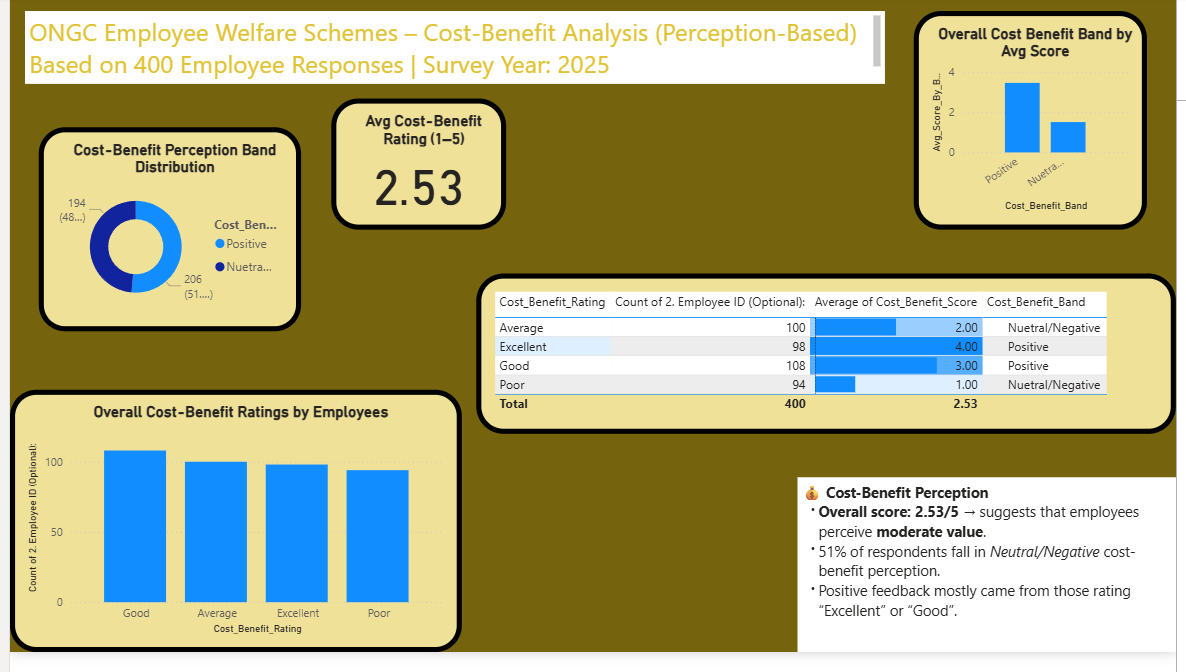 ONGC Employee Welfare Schemes – Cost-Benefit Analysis (Perception-Based)
Based on 400 Employee Responses | Survey Year: 2025
Overall Cost Benefit Band by
Avg Score
Avg_Score_By_B...
4
2
0
Positive
Nuetra...
Cost_Benefit_Band
Avg Cost-Benefit
Rating (1–5)
2.53
Cost-Benefit Perception Band
Distribution
194
(48...)
206
(51....)
Cost_Ben...
Positive
Nuetra...
Cost_Benefit_Rating Count of 2. Employee ID (Optional): Average of Cost_Benefit_Score Cost_Benefit_Band
Average 100 2.00 Nuetral/Negative
Excellent 98 4.00 Positive
Good 108 3.00 Positive
Poor 94 1.00 Nuetral/Negative
Total 400 2.53
Overall Cost-Benefit Ratings by Employees
Count of 2. Employee ID (Optional):
100
50
0
Good Average Excellent Poor
Cost_Benefit_Rating
💰 Cost-Benefit Perception
• Overall score: 2.53/5 → suggests that employees
perceive moderate value.
• 51% of respondents fall in Neutral/Negative cost-
benefit perception.
• Positive feedback mostly came from those rating
“Excellent” or “Good”.